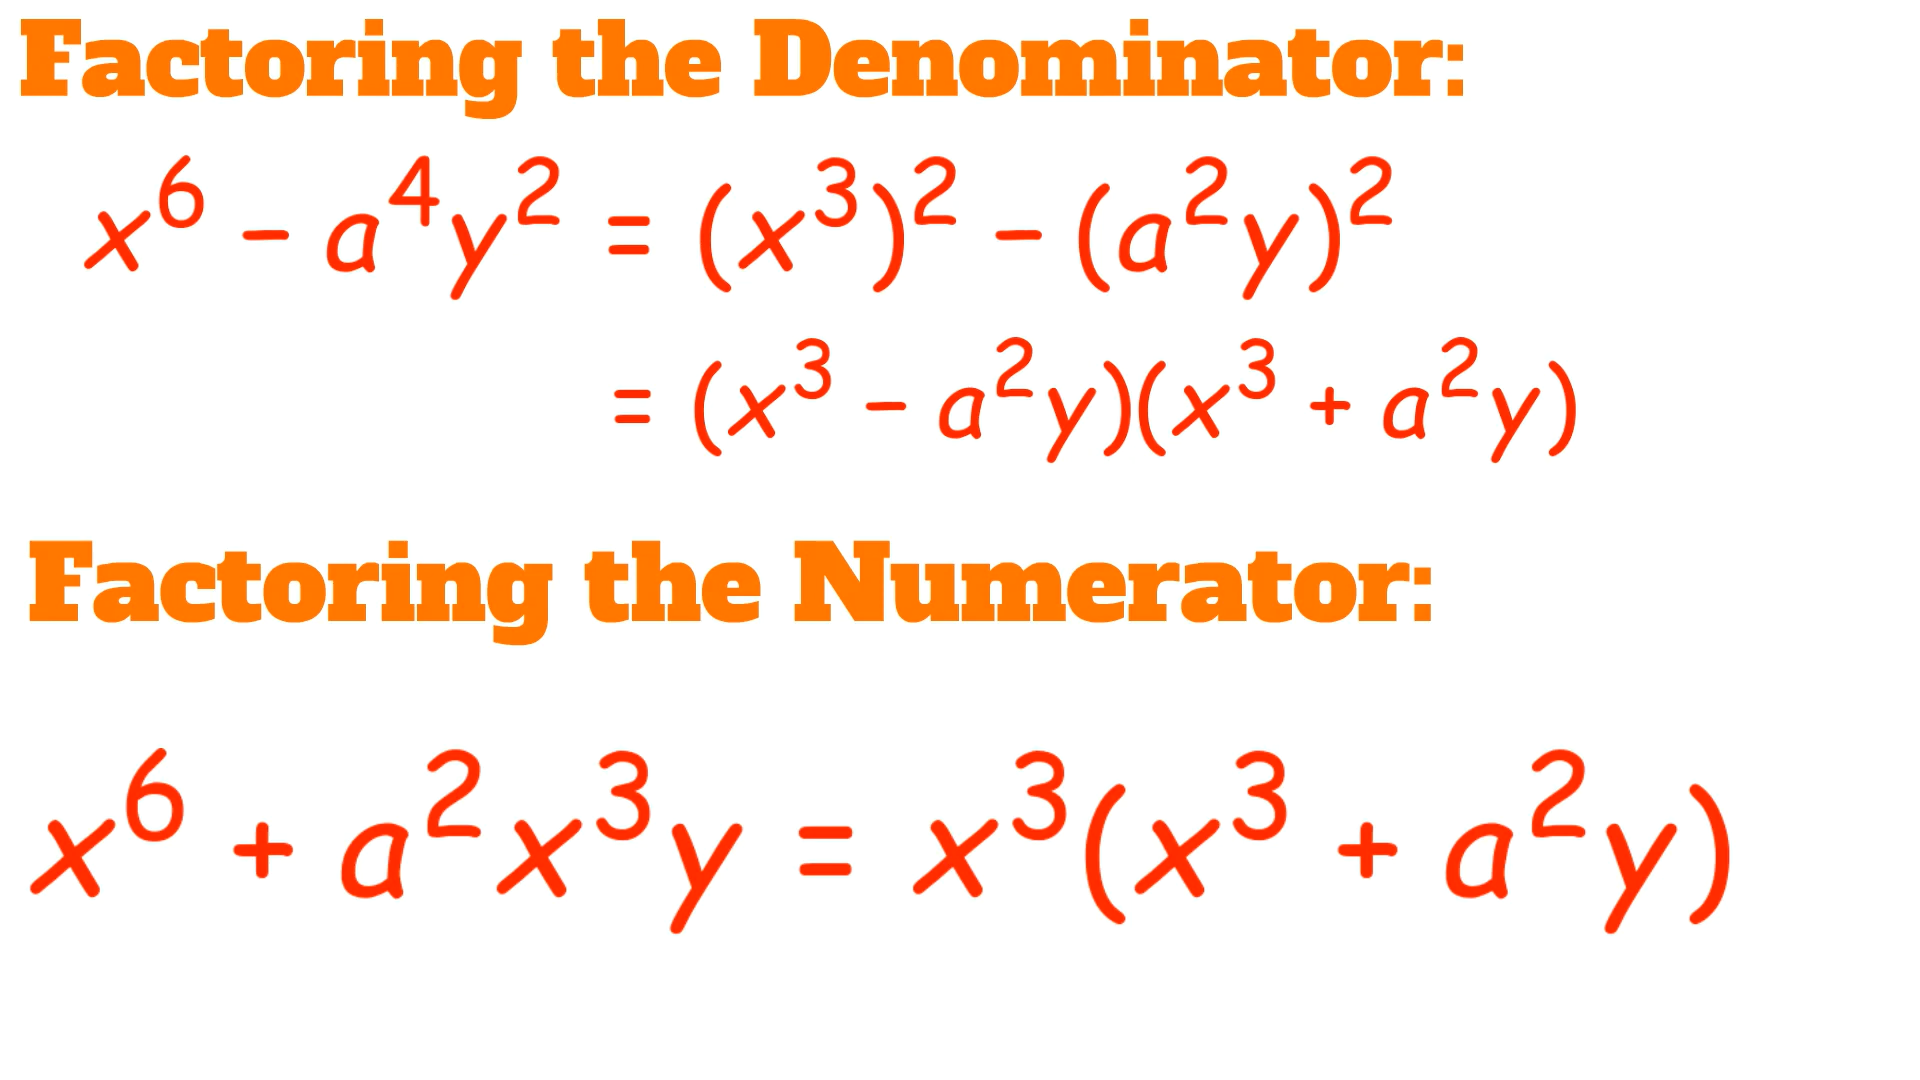 Factoring the Denominator:
x⁶ - a⁴y² = (x³)² - (a²y)²
= (x³ - a²y)(x³ + a²y)
Factoring the Numerator:
x⁶ + a²x³y = x³(x³ + a²y)